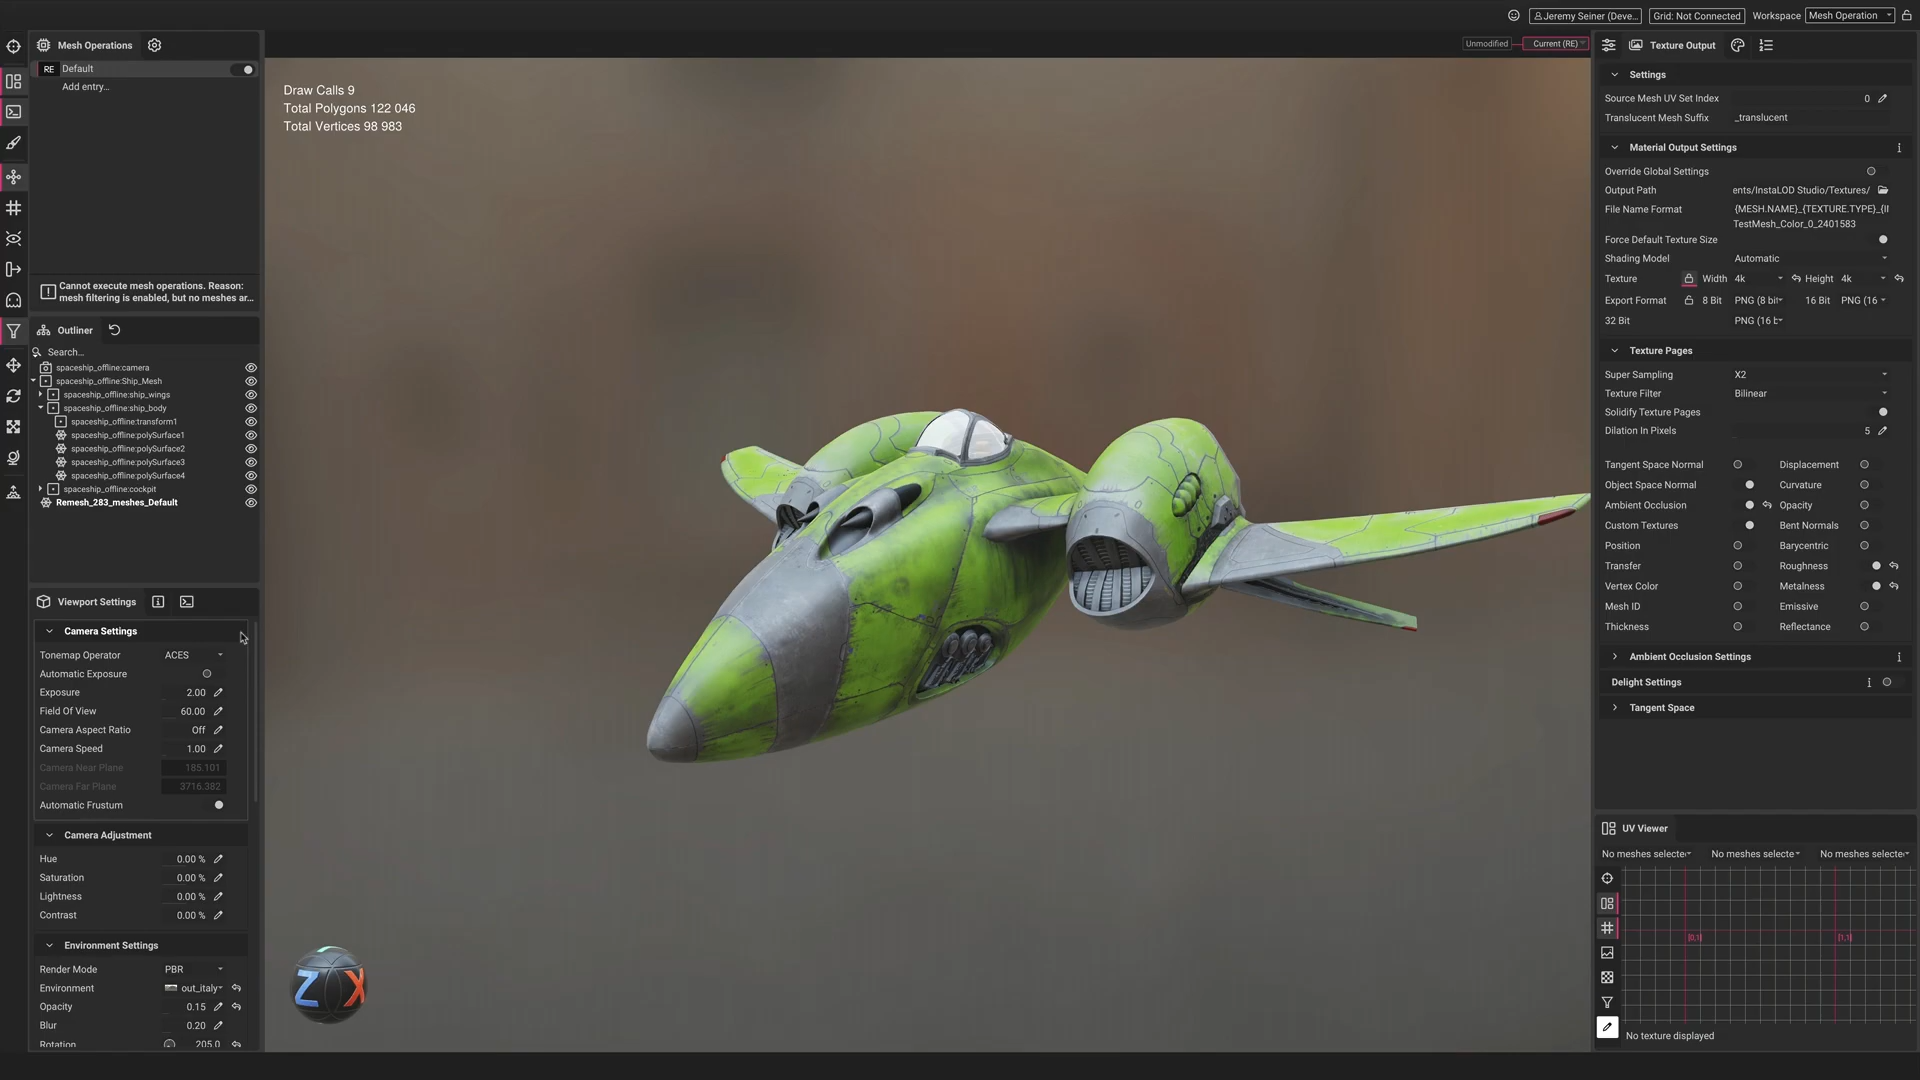 Jeremy Seiner (Deve...
Grid: Not Connected
Workspace
Mesh Operation
Mesh Operations
RE Default
Add entry...
Cannot execute mesh operations. Reason:
mesh filtering is enabled, but no meshes ar...
Outliner
Search...
spaceship_offline:camera
spaceship_offline:Ship_Mesh
spaceship_offline:ship_wings
spaceship_offline:ship_body
spaceship_offline:transform1
spaceship_offline:polySurface1
spaceship_offline:polySurface2
spaceship_offline:polySurface3
spaceship_offline:polySurface4
spaceship_offline:cockpit
Remesh_283_meshes_Default
Viewport Settings
Camera Settings
Tonemap Operator ACES
Automatic Exposure
Exposure 2.00
Field Of View 60.00
Camera Aspect Ratio Off
Camera Speed 1.00
Camera Near Plane 185.101
Camera Far Plane 3716.382
Automatic Frustum
Camera Adjustment
Hue 0.00 %
Saturation 0.00 %
Lightness 0.00 %
Contrast 0.00 %
Environment Settings
Render Mode PBR
Environment out_italy
Opacity 0.15
Blur 0.20
Rotation 205.0
Unmodified
Current (RE)
Draw Calls 9
Total Polygons 122 046
Total Vertices 98 983
Z X
Texture Output
Settings
Source Mesh UV Set Index 0
Translucent Mesh Suffix _translucent
Material Output Settings
Override Global Settings
Output Path ents/InstaLOD Studio/Textures/
File Name Format {MESH.NAME}_{TEXTURE.TYPE}_{II
TestMesh_Color_0_2401583
Force Default Texture Size
Shading Model Automatic
Texture Width 4k Height 4k
Export Format 8 Bit PNG (8 bit 16 Bit PNG (16
32 Bit PNG (16 b
Texture Pages
Super Sampling X2
Texture Filter Bilinear
Solidify Texture Pages
Dilation In Pixels 5
Tangent Space Normal Displacement
Object Space Normal Curvature
Ambient Occlusion Opacity
Custom Textures Bent Normals
Position Barycentric
Transfer Roughness
Vertex Color Metalness
Mesh ID Emissive
Thickness Reflectance
Ambient Occlusion Settings
Delight Settings
Tangent Space
UV Viewer
No meshes selecte No meshes selecte No meshes selecte
[0,1] [1,1]
No texture displayed